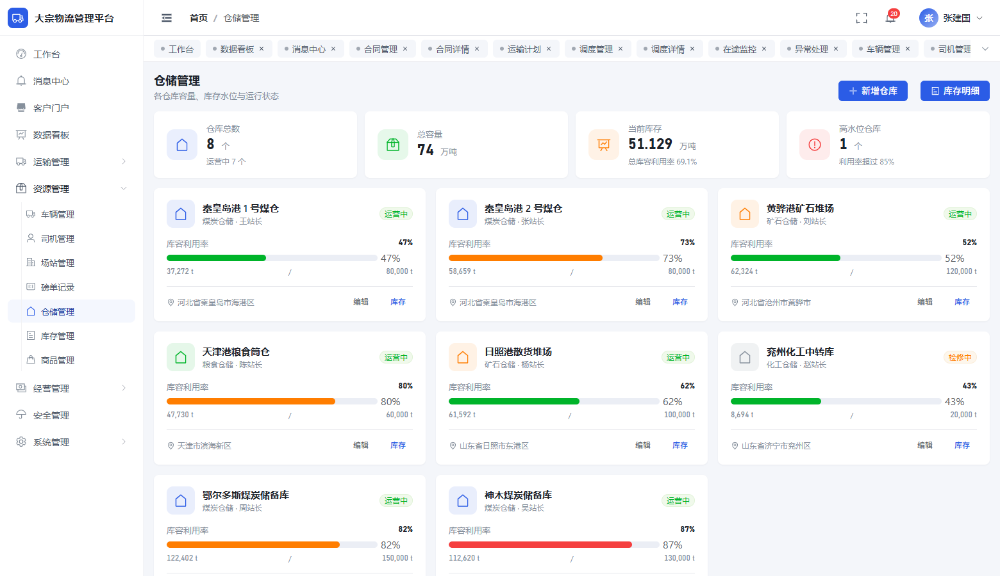 大宗物流管理平台
首页 / 仓储管理
20
张 张建国
工作台
消息中心
客户门户
数据看板
运输管理
资源管理
车辆管理
司机管理
场站管理
磅单记录
仓储管理
库存管理
商品管理
经营管理
安全管理
系统管理
工作台 数据看板 × 消息中心 × 合同管理 × 合同详情 × 运输计划 × 调度管理 × 调度详情 × 在途监控 × 异常处理 × 车辆管理 × 司机管理
仓储管理
各仓库容量、库存水位与运行状态
新增仓库 库存明细
仓库总数
8 个
运营中 7 个
总容量
74 万吨
当前库存
51.129 万吨
总库容利用率 69.1%
高水位仓库
1 个
利用率超过 85%
秦皇岛港 1 号煤仓
煤炭仓储 · 王站长
运营中
库容利用率 47%
47%
37,272 t / 80,000 t
河北省秦皇岛市海港区 编辑 库存
秦皇岛港 2 号煤仓
煤炭仓储 · 张站长
运营中
库容利用率 73%
73%
58,659 t / 80,000 t
河北省秦皇岛市海港区 编辑 库存
黄骅港矿石堆场
矿石仓储 · 刘站长
运营中
库容利用率 52%
52%
62,324 t / 120,000 t
河北省沧州市黄骅市 编辑 库存
天津港粮食筒仓
粮食仓储 · 陈站长
运营中
库容利用率 80%
80%
47,730 t / 60,000 t
天津市滨海新区 编辑 库存
日照港散货堆场
矿石仓储 · 杨站长
运营中
库容利用率 62%
62%
61,592 t / 100,000 t
山东省日照市东港区 编辑 库存
兖州化工中转库
化工仓储 · 赵站长
检修中
库容利用率 43%
43%
8,694 t / 20,000 t
山东省济宁市兖州区 编辑 库存
鄂尔多斯煤炭储备库
煤炭仓储 · 周站长
运营中
库容利用率 82%
82%
122,402 t / 150,000 t
神木煤炭储备库
煤炭仓储 · 吴站长
运营中
库容利用率 87%
87%
112,620 t / 130,000 t